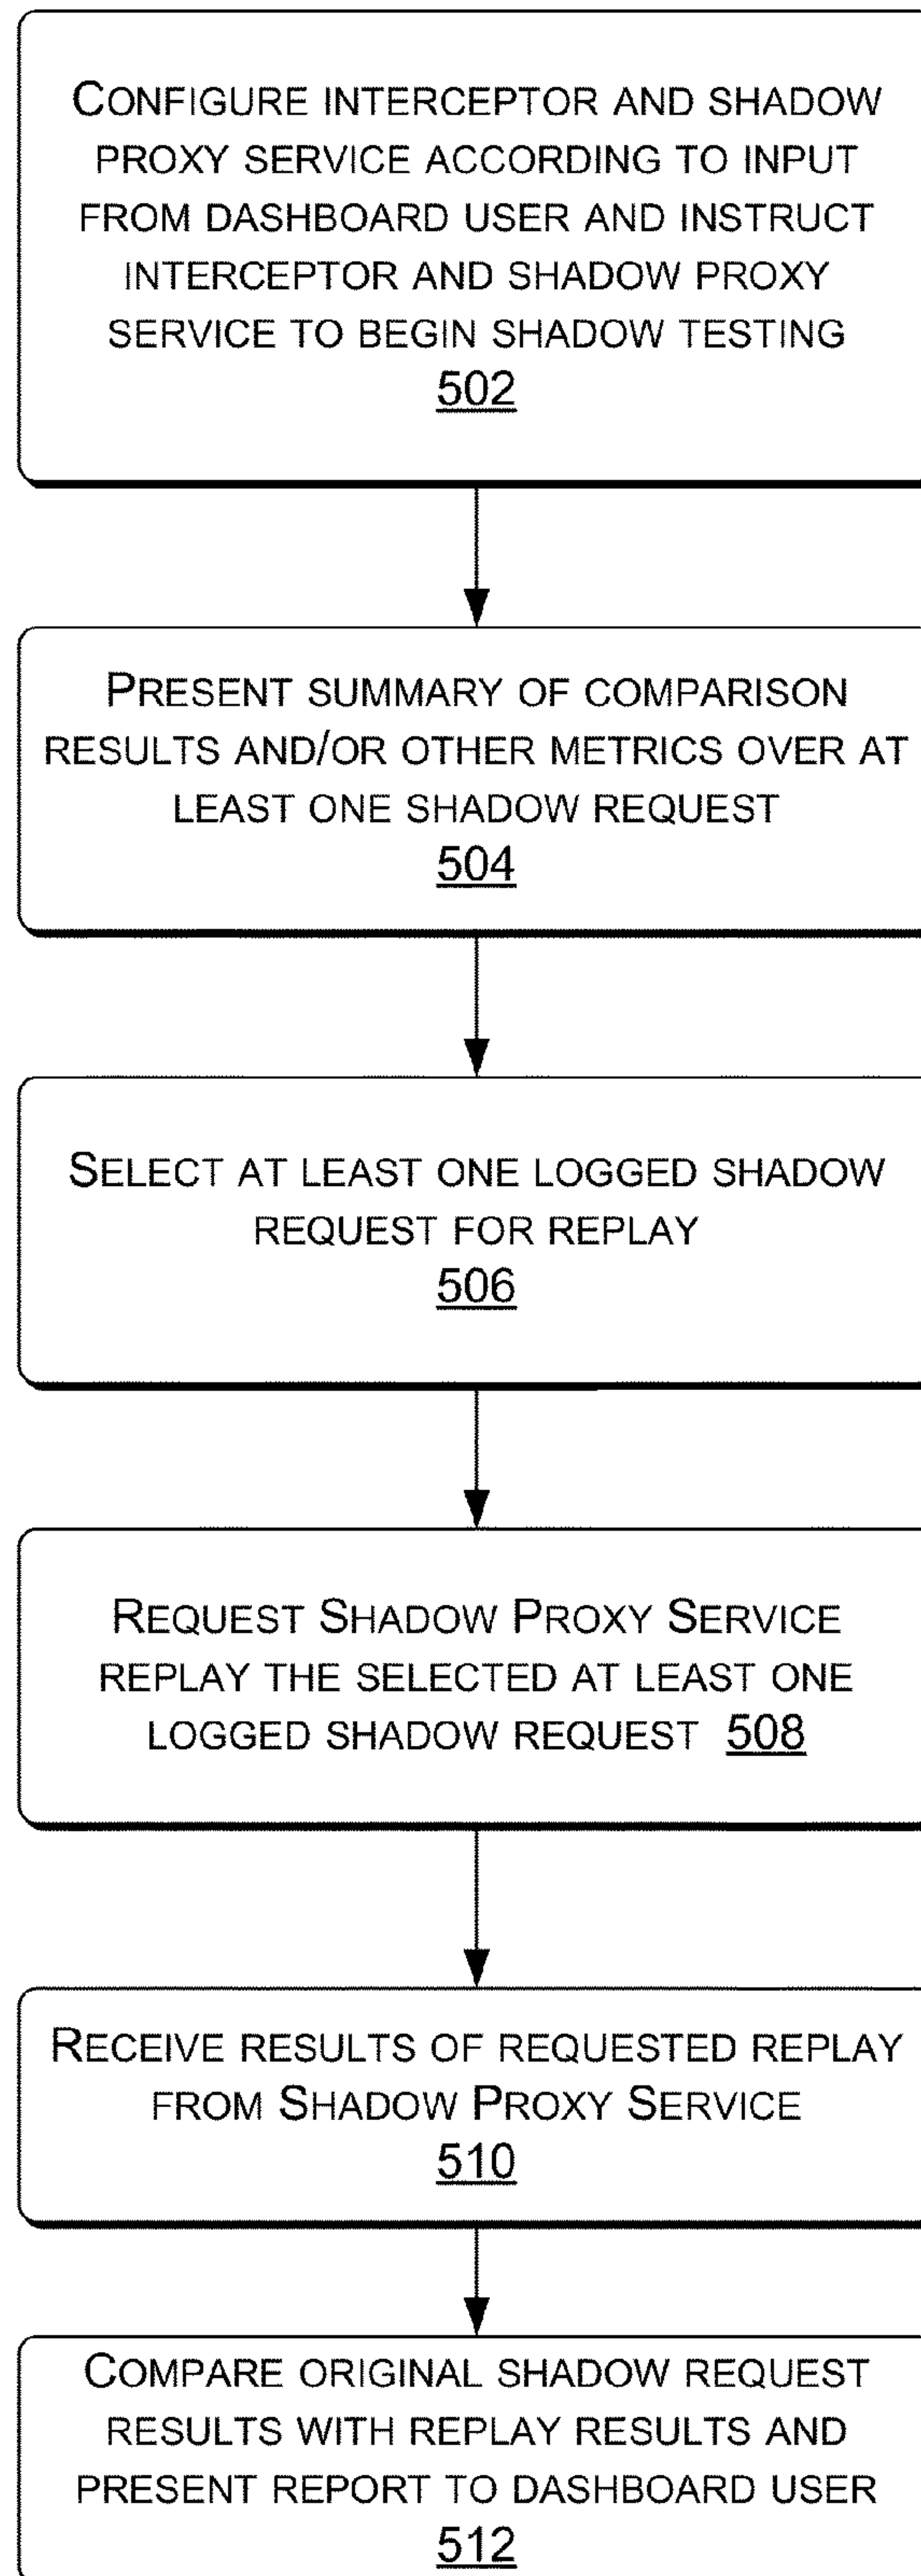 CONFIGURE INTERCEPTOR AND SHADOW
PROXY SERVICE ACCORDING TO INPUT
FROM DASHBOARD USER AND INSTRUCT
INTERCEPTOR AND SHADOW PROXY
SERVICE TO BEGIN SHADOW TESTING
502
PRESENT SUMMARY OF COMPARISON
RESULTS AND/OR OTHER METRICS OVER AT
LEAST ONE SHADOW REQUEST
504
SELECT AT LEAST ONE LOGGED SHADOW
REQUEST FOR REPLAY
506
REQUEST SHADOW PROXY SERVICE
REPLAY THE SELECTED AT LEAST ONE
LOGGED SHADOW REQUEST 508
RECEIVE RESULTS OF REQUESTED REPLAY
FROM SHADOW PROXY SERVICE
510
COMPARE ORIGINAL SHADOW REQUEST
RESULTS WITH REPLAY RESULTS AND
PRESENT REPORT TO DASHBOARD USER
512